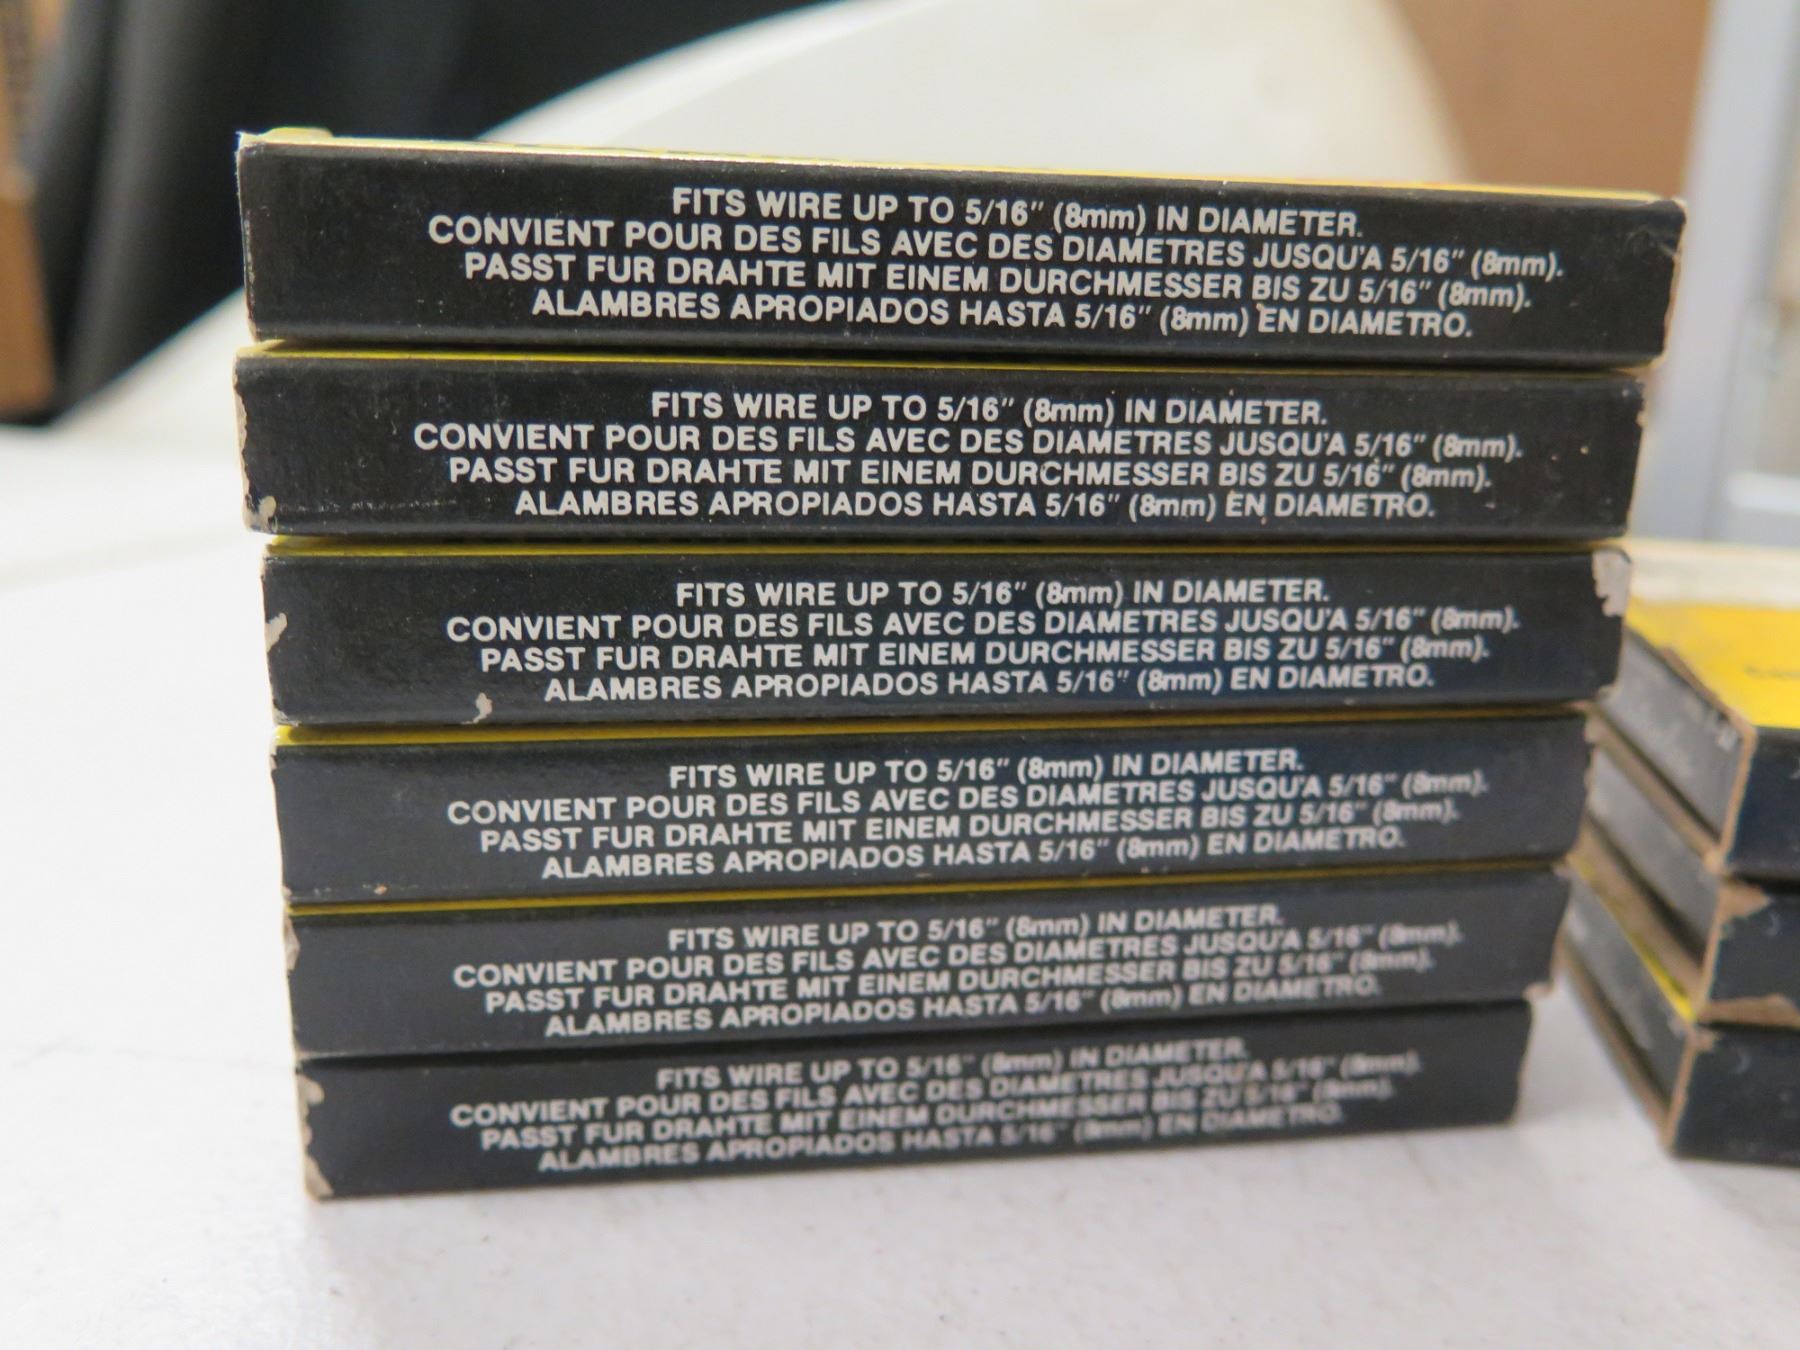 FITS WIRE UP TO 5/16" (8mm) IN DIAMETER.
CONVIENT POUR DES FILS AVEC DES DIAMETRES JUSQU'A 5/16" (8mm).
PASST FUR DRAHTE MIT EINEM DURCHMESSER BIS ZU 5/16" (8mm).
ALAMBRES APROPIADOS HASTA 5/16" (8mm) EN DIAMETRO.
FITS WIRE UP TO 5/16" (8mm) IN DIAMETER.
CONVIENT POUR DES FILS AVEC DES DIAMETRES JUSQU'A 5/16" (8mm).
PASST FUR DRAHTE MIT EINEM DURCHMESSER BIS ZU 5/16" (8mm).
ALAMBRES APROPIADOS HASTA 5/16" (8mm) EN DIAMETRO.
FITS WIRE UP TO 5/16" (8mm) IN DIAMETER.
CONVIENT POUR DES FILS AVEC DES DIAMETRES JUSQU'A 5/16" (8mm).
PASST FUR DRAHTE MIT EINEM DURCHMESSER BIS ZU 5/16" (8mm).
ALAMBRES APROPIADOS HASTA 5/16" (8mm) EN DIAMETRO.
FITS WIRE UP TO 5/16" (8mm) IN DIAMETER.
CONVIENT POUR DES FILS AVEC DES DIAMETRES JUSQU'A 5/16" (8mm).
PASST FUR DRAHTE MIT EINEM DURCHMESSER BIS ZU 5/16" (8mm).
ALAMBRES APROPIADOS HASTA 5/16" (8mm) EN DIAMETRO.
FITS WIRE UP TO 5/16" (8mm) IN DIAMETER.
CONVIENT POUR DES FILS AVEC DES DIAMETRES JUSQU'A 5/16" (8mm).
PASST FUR DRAHTE MIT EINEM DURCHMESSER BIS ZU 5/16" (8mm).
ALAMBRES APROPIADOS HASTA 5/16" (8mm) EN DIAMETRO.
FITS WIRE UP TO 5/16" (8mm) IN DIAMETER.
CONVIENT POUR DES FILS AVEC DES DIAMETRES JUSQU'A 5/16" (8mm).
PASST FUR DRAHTE MIT EINEM DURCHMESSER BIS ZU 5/16" (8mm).
ALAMBRES APROPIADOS HASTA 5/16" (8mm) EN DIAMETRO.